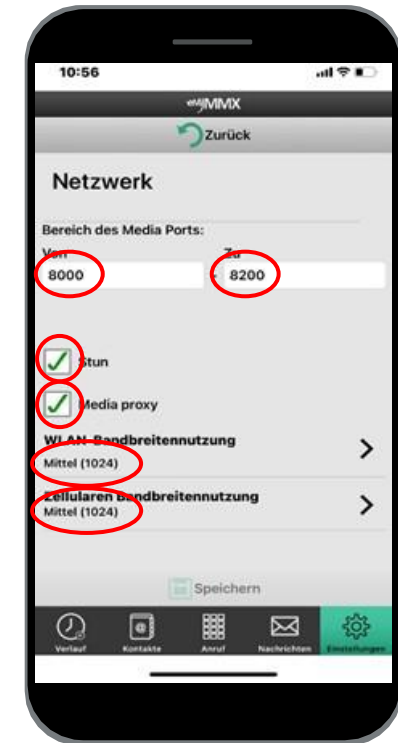 10:56
myMMX
Zurück
Netzwerk
Bereich des Media Ports:
Von Zu
8000 - 8200
Stun
Media proxy
WLAN-Bandbreitennutzung
Mittel (1024)
Zellularen Bandbreitennutzung
Mittel (1024)
Speichern
Verlauf Kontakte Anruf Nachrichten Einstellungen